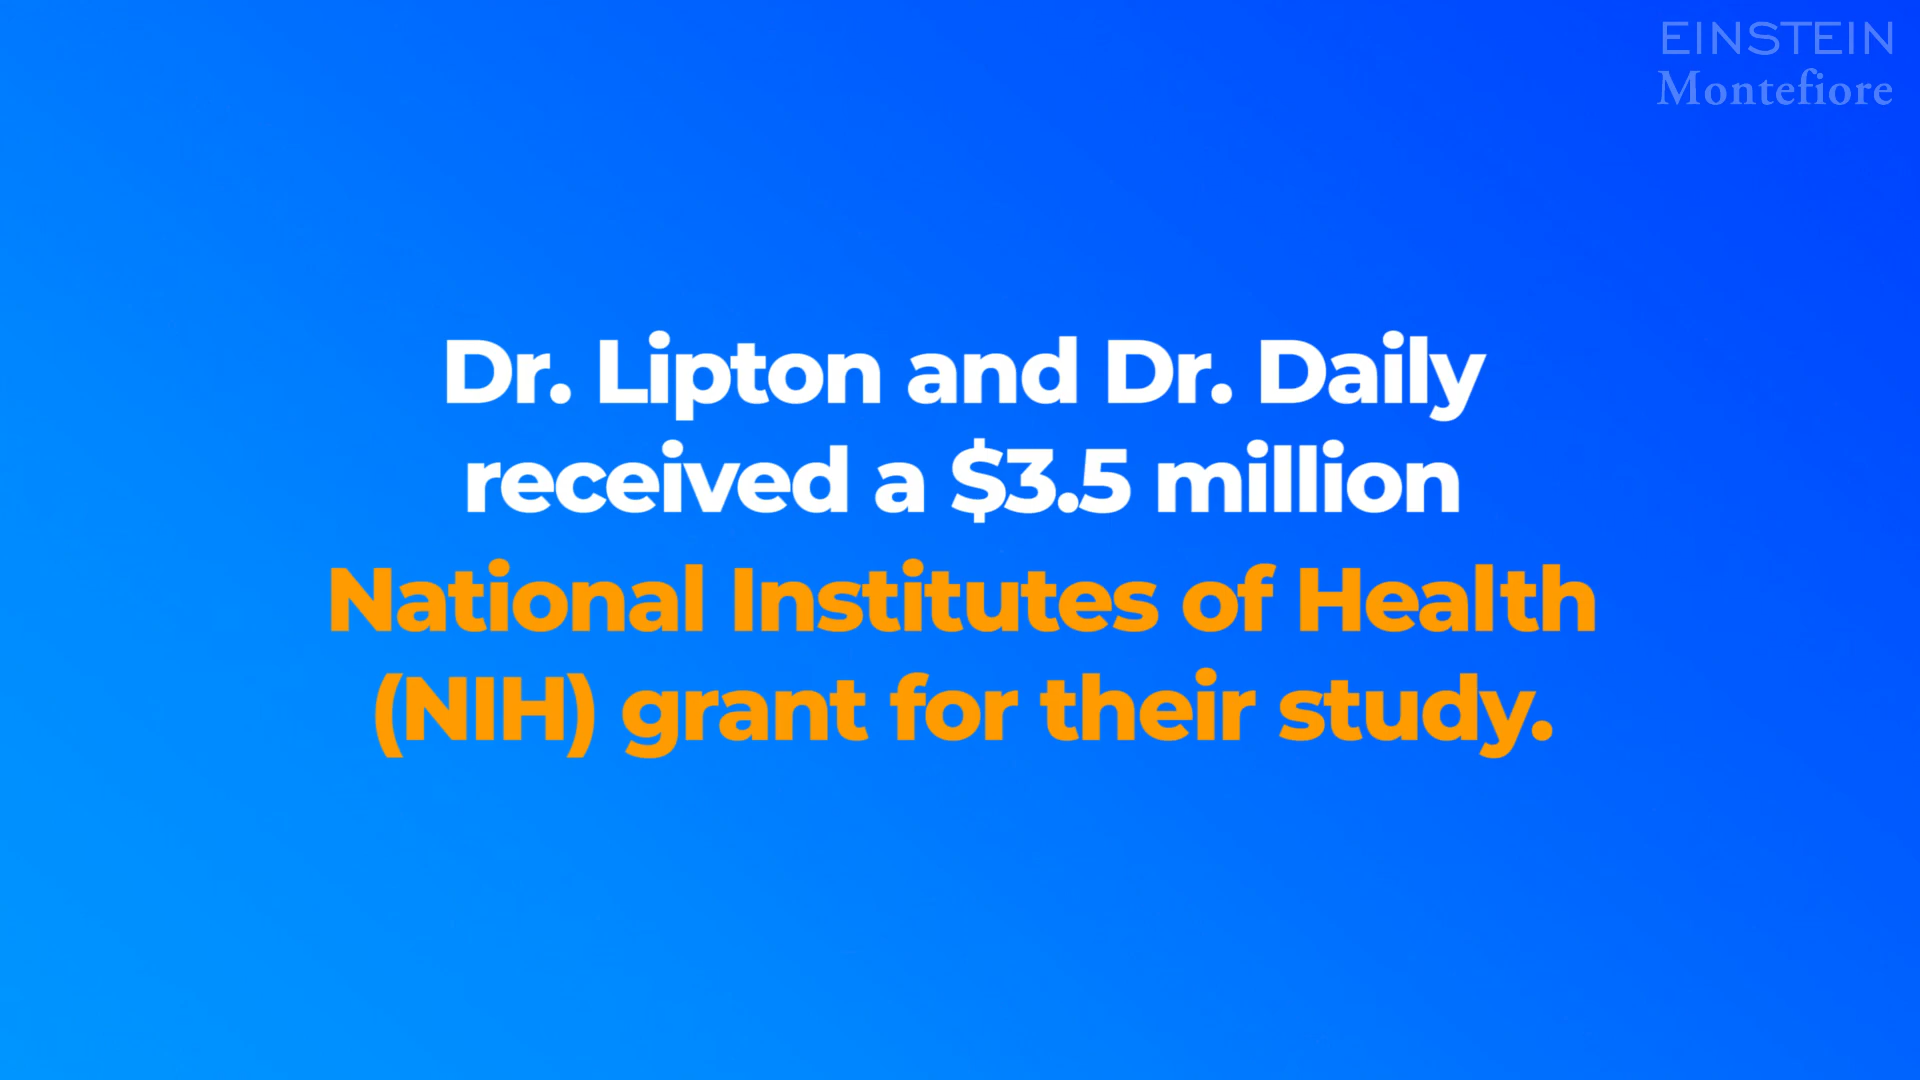 EINSTEIN
Montefiore
Dr. Lipton and Dr. Daily
received a $3.5 million
National Institutes of Health
(NIH) grant for their study.